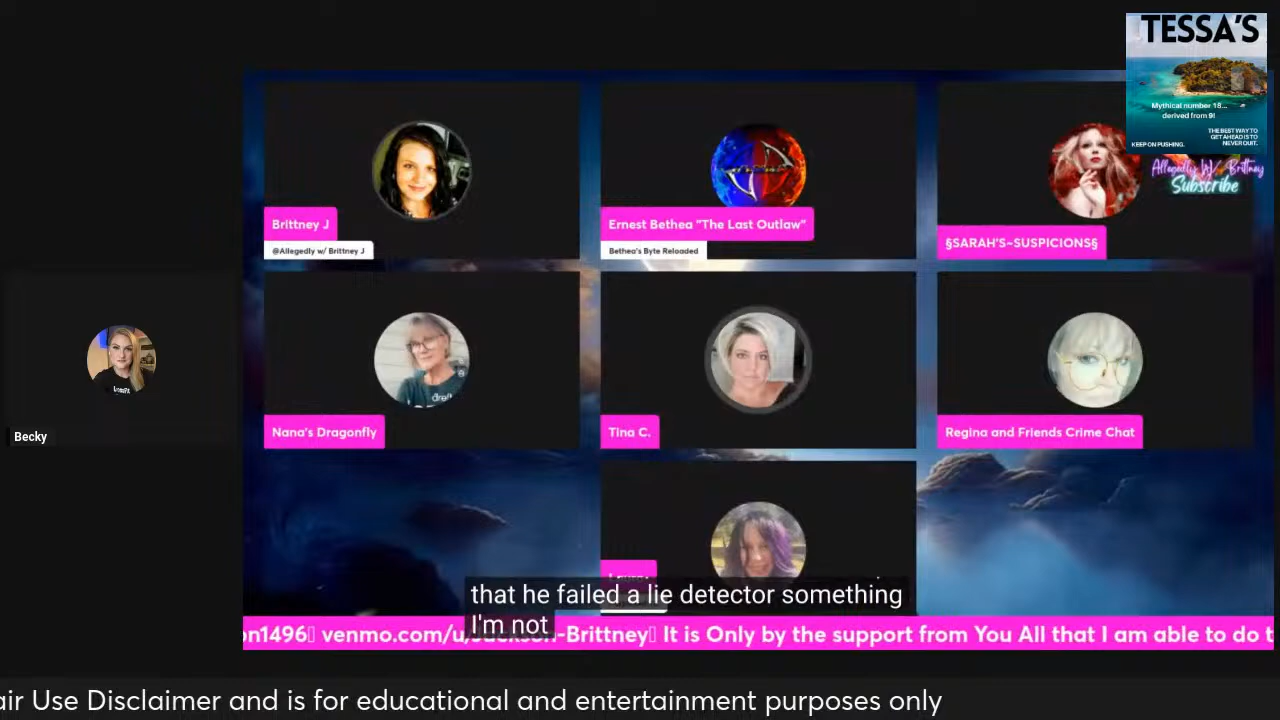 TESSA'S
Mythical number 18...
derived from 9!
THE BEST WAY TO
GET AHEAD IS TO
NEVER QUIT.
KEEP ON PUSHING.
Allegedly W/ Brittney
Subscribe
Brittney J
@Allegedly w/ Brittney J
Ernest Bethea "The Last Outlaw"
Bethea's Byte Reloaded
§SARAH'S~SUSPICIONS§
Becky
Nana's Dragonfly
Tina C.
Regina and Friends Crime Chat
that he failed a lie detector something
I'm not
on1496 venmo.com/u/Jackson-Brittney It is Only by the support from You All that I am able to do t
air Use Disclaimer and is for educational and entertainment purposes only